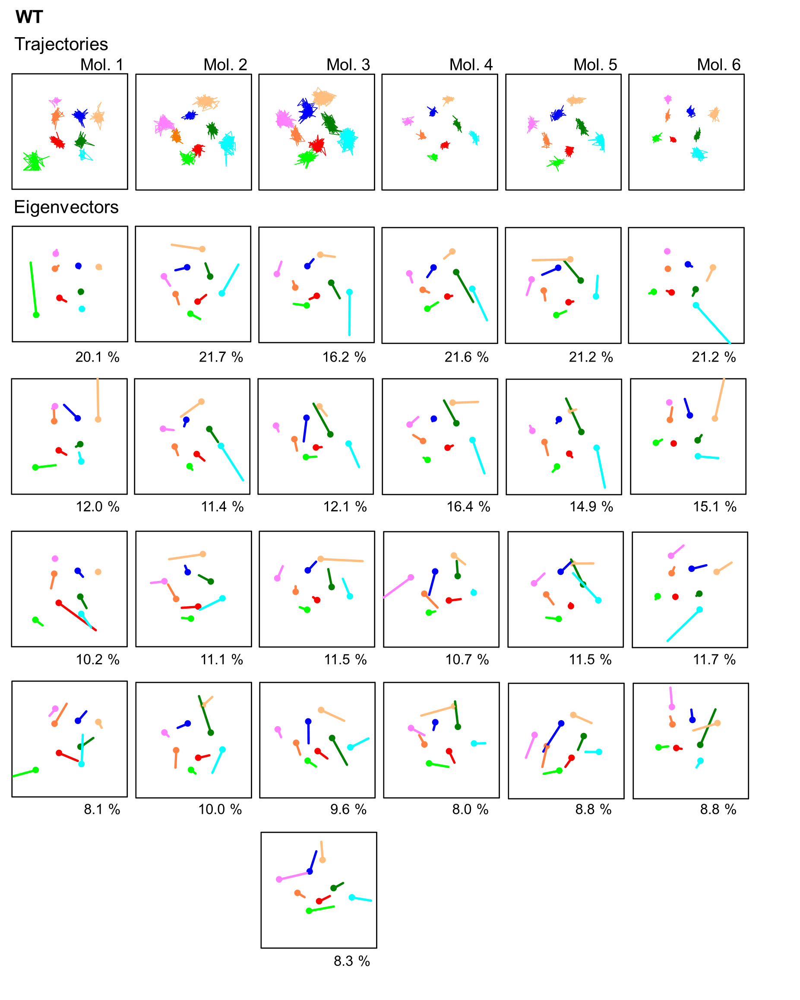 WT
Trajectories
Mol. 1 Mol. 2 Mol. 3 Mol. 4 Mol. 5 Mol. 6
Eigenvectors
20.1 % 21.7 % 16.2 % 21.6 % 21.2 % 21.2 %
12.0 % 11.4 % 12.1 % 16.4 % 14.9 % 15.1 %
10.2 % 11.1 % 11.5 % 10.7 % 11.5 % 11.7 %
8.1 % 10.0 % 9.6 % 8.0 % 8.8 % 8.8 %
8.3 %